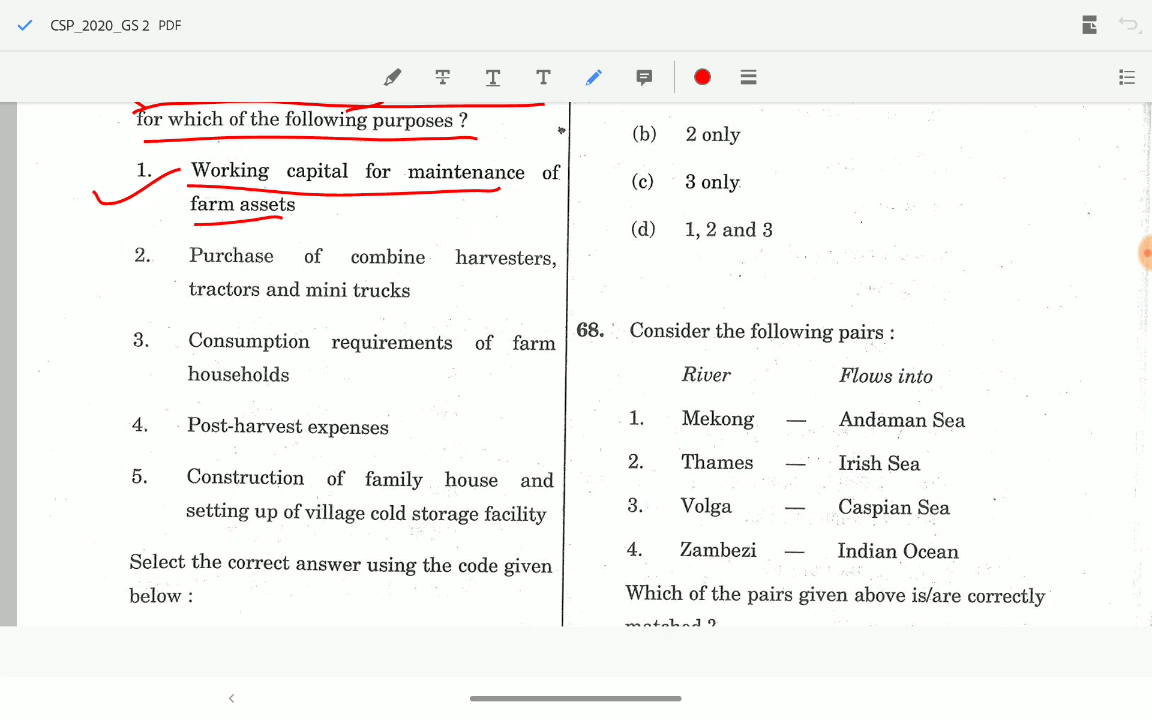 CSP_2020_GS 2 PDF
for which of the following purposes ?
1. Working capital for maintenance of
farm assets
2. Purchase of combine harvesters,
tractors and mini trucks
3. Consumption requirements of farm
households
4. Post-harvest expenses
5. Construction of family house and
setting up of village cold storage facility
Select the correct answer using the code given
below :
(b) 2 only
(c) 3 only
(d) 1, 2 and 3
68. Consider the following pairs :
River Flows into
1. Mekong — Andaman Sea
2. Thames — Irish Sea
3. Volga — Caspian Sea
4. Zambezi — Indian Ocean
Which of the pairs given above is/are correctly
matched ?